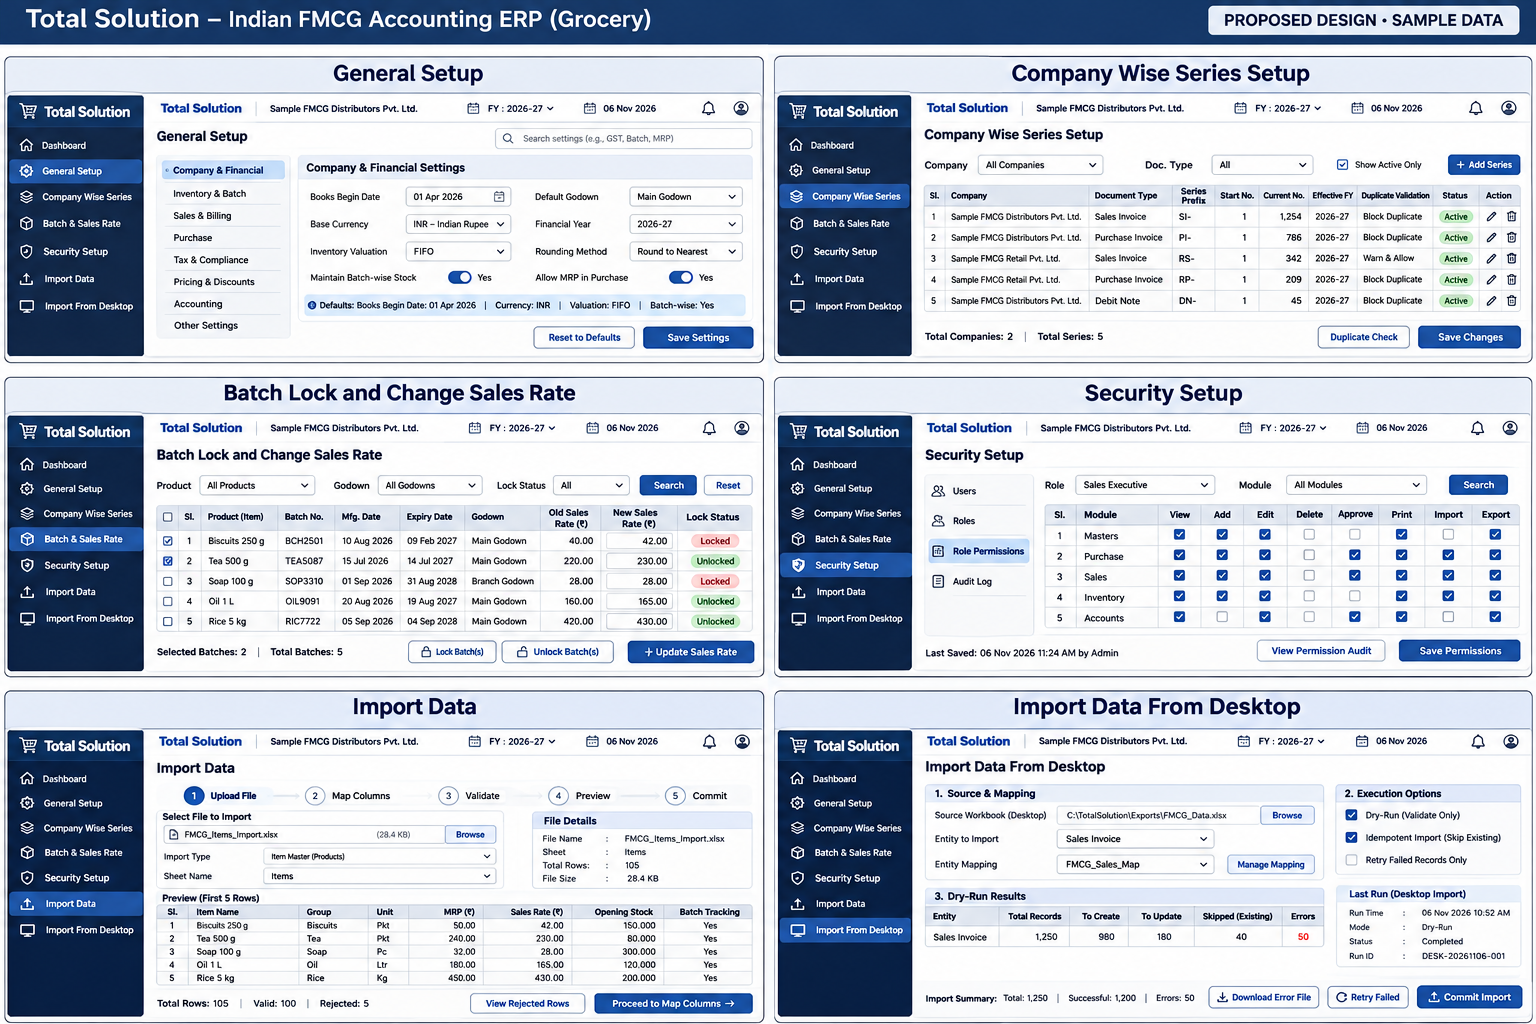 Total Solution – Indian FMCG Accounting ERP (Grocery)
PROPOSED DESIGN • SAMPLE DATA
General Setup
Total Solution
Dashboard
General Setup
Company Wise Series
Batch & Sales Rate
Security Setup
Import Data
Import From Desktop
Total Solution | Sample FMCG Distributors Pvt. Ltd. FY : 2026-27 06 Nov 2026
General Setup
Search settings (e.g., GST, Batch, MRP)
Company & Financial
Inventory & Batch
Sales & Billing
Purchase
Tax & Compliance
Pricing & Discounts
Accounting
Other Settings
Company & Financial Settings
Books Begin Date 01 Apr 2026 Default Godown Main Godown
Base Currency INR – Indian Rupee Financial Year 2026-27
Inventory Valuation FIFO Rounding Method Round to Nearest
Maintain Batch-wise Stock Yes Allow MRP in Purchase Yes
Defaults: Books Begin Date: 01 Apr 2026 | Currency: INR | Valuation: FIFO | Batch-wise: Yes
Reset to Defaults Save Settings
Company Wise Series Setup
Total Solution
Dashboard
General Setup
Company Wise Series
Batch & Sales Rate
Security Setup
Import Data
Import From Desktop
Total Solution | Sample FMCG Distributors Pvt. Ltd. FY : 2026-27 06 Nov 2026
Company Wise Series Setup
Company All Companies Doc. Type All Show Active Only + Add Series
Sl. Company Document Type Series Prefix Start No. Current No. Effective FY Duplicate Validation Status Action
1 Sample FMCG Distributors Pvt. Ltd. Sales Invoice SI- 1 1,254 2026-27 Block Duplicate Active
2 Sample FMCG Distributors Pvt. Ltd. Purchase Invoice PI- 1 786 2026-27 Block Duplicate Active
3 Sample FMCG Retail Pvt. Ltd. Sales Invoice RS- 1 342 2026-27 Warn & Allow Active
4 Sample FMCG Retail Pvt. Ltd. Purchase Invoice RP- 1 209 2026-27 Block Duplicate Active
5 Sample FMCG Distributors Pvt. Ltd. Debit Note DN- 1 45 2026-27 Block Duplicate Active
Total Companies: 2 | Total Series: 5 Duplicate Check Save Changes
Batch Lock and Change Sales Rate
Total Solution
Dashboard
General Setup
Company Wise Series
Batch & Sales Rate
Security Setup
Import Data
Import From Desktop
Total Solution | Sample FMCG Distributors Pvt. Ltd. FY : 2026-27 06 Nov 2026
Batch Lock and Change Sales Rate
Product All Products Godown All Godowns Lock Status All Search Reset
Sl. Product (Item) Batch No. Mfg. Date Expiry Date Godown Old Sales Rate (₹) New Sales Rate (₹) Lock Status
1 Biscuits 250 g BCH2501 10 Aug 2026 09 Feb 2027 Main Godown 40.00 42.00 Locked
2 Tea 500 g TEA5087 15 Jul 2026 14 Jul 2027 Main Godown 220.00 230.00 Unlocked
3 Soap 100 g SOP3310 01 Sep 2026 31 Aug 2028 Branch Godown 28.00 28.00 Locked
4 Oil 1 L OIL9091 20 Aug 2026 19 Aug 2027 Main Godown 160.00 165.00 Unlocked
5 Rice 5 kg RIC7722 05 Sep 2026 04 Sep 2028 Main Godown 420.00 430.00 Unlocked
Selected Batches: 2 | Total Batches: 5 Lock Batch(s) Unlock Batch(s) + Update Sales Rate
Security Setup
Total Solution
Dashboard
General Setup
Company Wise Series
Batch & Sales Rate
Security Setup
Import Data
Import From Desktop
Total Solution | Sample FMCG Distributors Pvt. Ltd. FY : 2026-27 06 Nov 2026
Security Setup
Users
Roles
Role Permissions
Audit Log
Role Sales Executive Module All Modules Search
Sl. Module View Add Edit Delete Approve Print Import Export
1 Masters
2 Purchase
3 Sales
4 Inventory
5 Accounts
Last Saved: 06 Nov 2026 11:24 AM by Admin View Permission Audit Save Permissions
Import Data
Total Solution
Dashboard
General Setup
Company Wise Series
Batch & Sales Rate
Security Setup
Import Data
Import From Desktop
Total Solution | Sample FMCG Distributors Pvt. Ltd. FY : 2026-27 06 Nov 2026
Import Data
1 Upload File 2 Map Columns 3 Validate 4 Preview 5 Commit
Select File to Import
FMCG_Items_Import.xlsx (28.4 KB) Browse
Import Type Item Master (Products)
Sheet Name Items
File Details
File Name : FMCG_Items_Import.xlsx
Sheet : Items
Total Rows: : 105
File Size : 28.4 KB
Preview (First 5 Rows)
Sl. Item Name Group Unit MRP (₹) Sales Rate (₹) Opening Stock Batch Tracking
1 Biscuits 250 g Biscuits Pkt 50.00 42.00 150.000 Yes
2 Tea 500 g Tea Pkt 240.00 230.00 80.000 Yes
3 Soap 100 g Soap Pc 32.00 28.00 300.000 Yes
4 Oil 1 L Oil Ltr 180.00 165.00 120.000 Yes
5 Rice 5 kg Rice Kg 450.00 430.00 200.000 Yes
Total Rows: 105 | Valid: 100 | Rejected: 5 View Rejected Rows Proceed to Map Columns →
Import Data From Desktop
Total Solution
Dashboard
General Setup
Company Wise Series
Batch & Sales Rate
Security Setup
Import Data
Import From Desktop
Total Solution | Sample FMCG Distributors Pvt. Ltd. FY : 2026-27 06 Nov 2026
Import Data From Desktop
1. Source & Mapping
Source Workbook (Desktop) C:\TotalSolution\Exports\FMCG_Data.xlsx Browse
Entity to Import Sales Invoice
Entity Mapping FMCG_Sales_Map Manage Mapping
2. Execution Options
Dry-Run (Validate Only)
Idempotent Import (Skip Existing)
Retry Failed Records Only
3. Dry-Run Results
Entity Total Records To Create To Update Skipped (Existing) Errors
Sales Invoice 1,250 980 180 40 50
Last Run (Desktop Import)
Run Time : 06 Nov 2026 10:52 AM
Mode : Dry-Run
Status : Completed
Run ID : DESK-20261106-001
Import Summary: Total: 1,250 | Successful: 1,200 | Errors: 50 Download Error File Retry Failed Commit Import